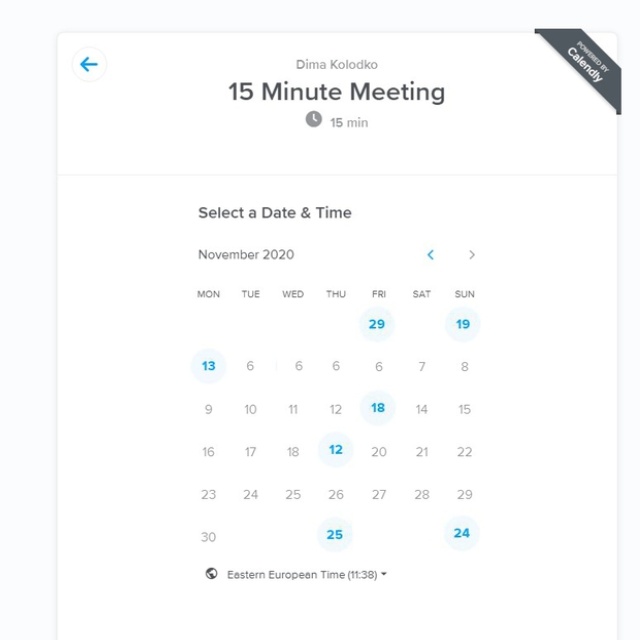 POWERED BY
Calendly
Dima Kolodko
15 Minute Meeting
15 min
Select a Date & Time
November 2020
MON TUE WED THU FRI SAT SUN
29 19
13 6 6 6 6 7 8
9 10 11 12 18 14 15
16 17 18 12 20 21 22
23 24 25 26 27 28 29
30 25 24
Eastern European Time (11:38)